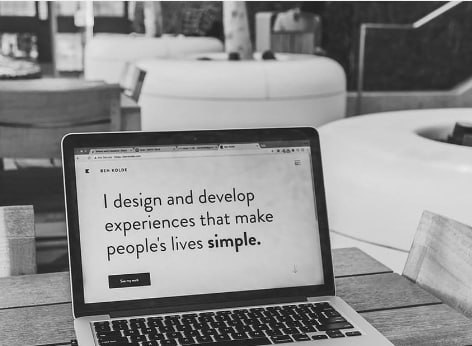 BEN KOLDE
I design and develop
experiences that make
people's lives simple.
See my work